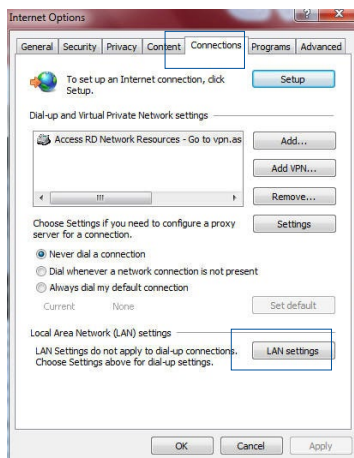 Internet Options
General Security Privacy Content Connections Programs Advanced
To set up an Internet connection, click
Setup.
Setup
Dial-up and Virtual Private Network settings
Access RD Network Resources - Go to vpn.as
Add...
Add VPN...
Remove...
Choose Settings if you need to configure a proxy
server for a connection.
Settings
Never dial a connection
Dial whenever a network connection is not present
Always dial my default connection
Current None
Set default
Local Area Network (LAN) settings
LAN Settings do not apply to dial-up connections.
Choose Settings above for dial-up settings.
LAN settings
OK Cancel Apply